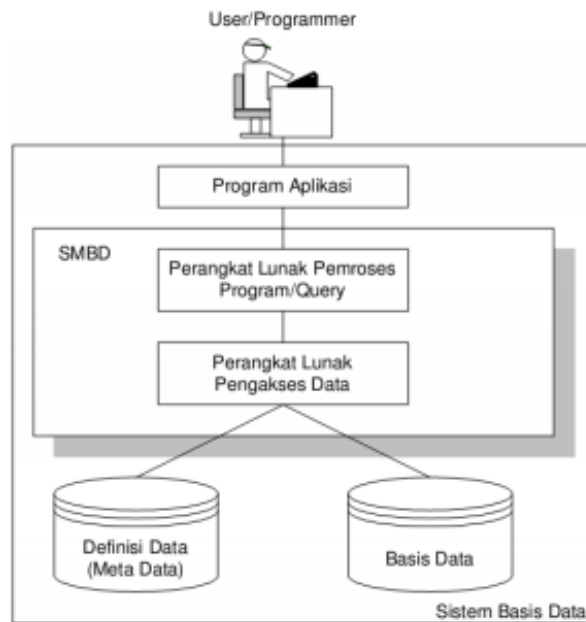 User/Programmer
Program Aplikasi
SMBD
Perangkat Lunak Pemroses
Program/Query
Perangkat Lunak
Pengakses Data
Definisi Data
(Meta Data)
Basis Data
Sistem Basis Data